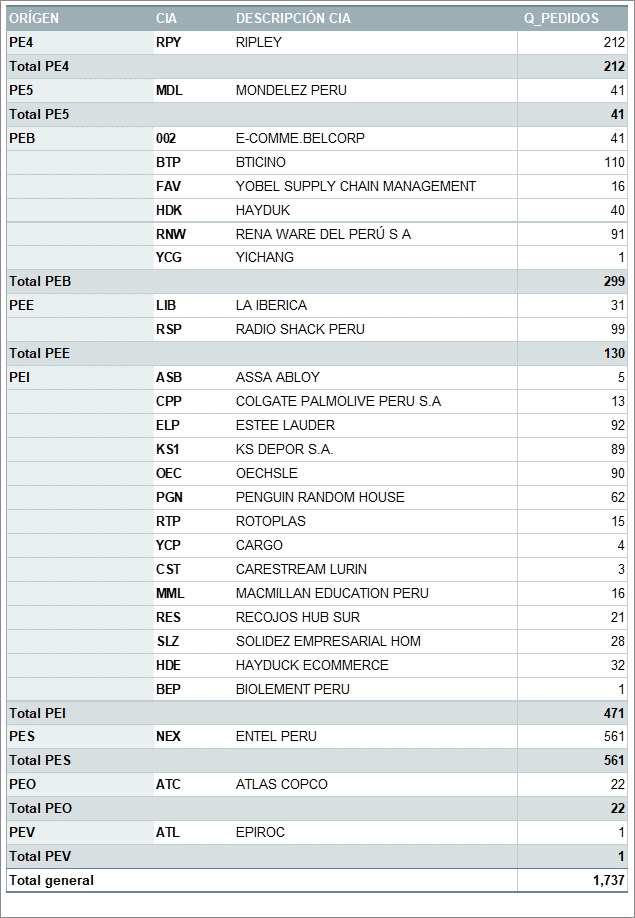 ORÍGEN CIA DESCRIPCIÓN CIA Q_PEDIDOS
PE4 RPY RIPLEY 212
Total PE4 212
PE5 MDL MONDELEZ PERU 41
Total PE5 41
PEB 002 E-COMME.BELCORP 41
BTP BTICINO 110
FAV YOBEL SUPPLY CHAIN MANAGEMENT 16
HDK HAYDUK 40
RNW RENA WARE DEL PERÚ S A 91
YCG YICHANG 1
Total PEB 299
PEE LIB LA IBERICA 31
RSP RADIO SHACK PERU 99
Total PEE 130
PEI ASB ASSA ABLOY 5
CPP COLGATE PALMOLIVE PERU S.A 13
ELP ESTEE LAUDER 92
KS1 KS DEPOR S.A. 89
OEC OECHSLE 90
PGN PENGUIN RANDOM HOUSE 62
RTP ROTOPLAS 15
YCP CARGO 4
CST CARESTREAM LURIN 3
MML MACMILLAN EDUCATION PERU 16
RES RECOJOS HUB SUR 21
SLZ SOLIDEZ EMPRESARIAL HOM 28
HDE HAYDUCK ECOMMERCE 32
BEP BIOLEMENT PERU 1
Total PEI 471
PES NEX ENTEL PERU 561
Total PES 561
PEO ATC ATLAS COPCO 22
Total PEO 22
PEV ATL EPIROC 1
Total PEV 1
Total general 1,737